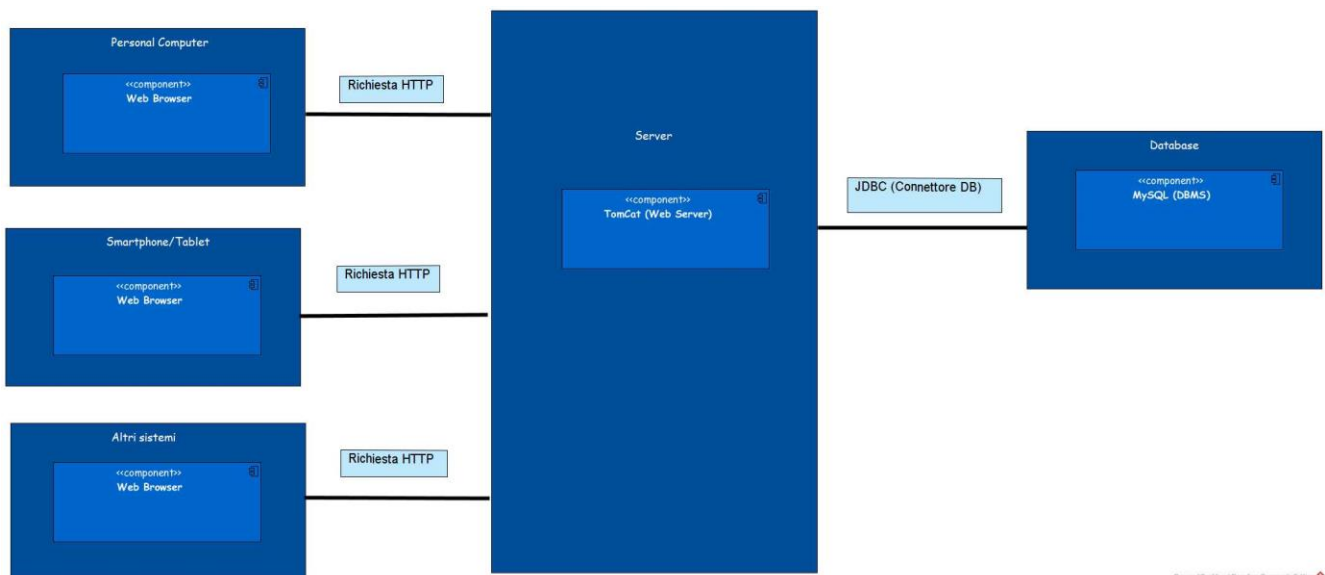 Personal Computer
<<component>>
Web Browser
Richiesta HTTP
Smartphone/Tablet
<<component>>
Web Browser
Richiesta HTTP
Altri sistemi
<<component>>
Web Browser
Richiesta HTTP
Server
<<component>>
TomCat (Web Server)
JDBC (Connettore DB)
Database
<<component>>
MySQL (DBMS)